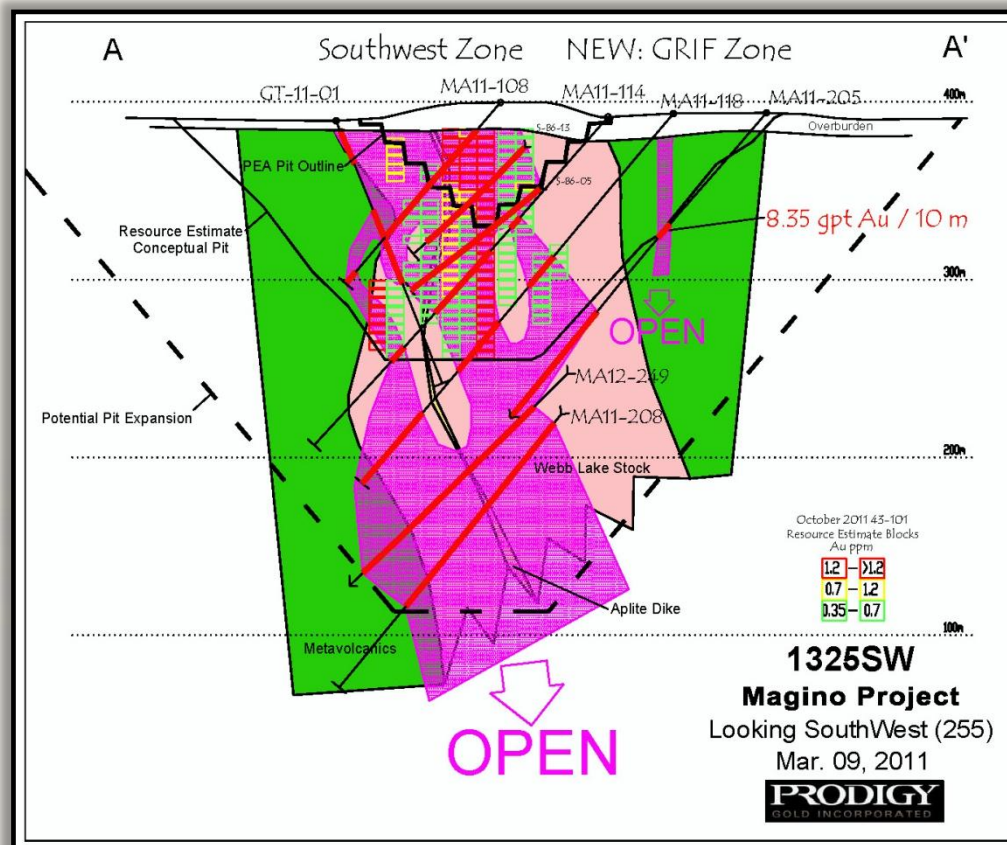 A
Southwest Zone
NEW: GRIF Zone
A'
GT-11-01
MA11-108
MA11-114
MA11-118
MA11-205
400m
S-86-13
Overburden
PEA Pit Outline
S-86-05
Resource Estimate
Conceptual Pit
8.35 gpt Au / 10 m
300m
OPEN
MA12-249
Potential Pit Expansion
MA11-208
200m
Webb Lake Stock
October 2011 43-101
Resource Estimate Blocks
Au ppm
1.2 - >1.2
0.7 - 1.2
0.35 - 0.7
Aplite Dike
100m
Metavolcanics
1325SW
Magino Project
Looking SouthWest (255)
Mar. 09, 2011
OPEN
PRODIGY
GOLD INCORPORATED